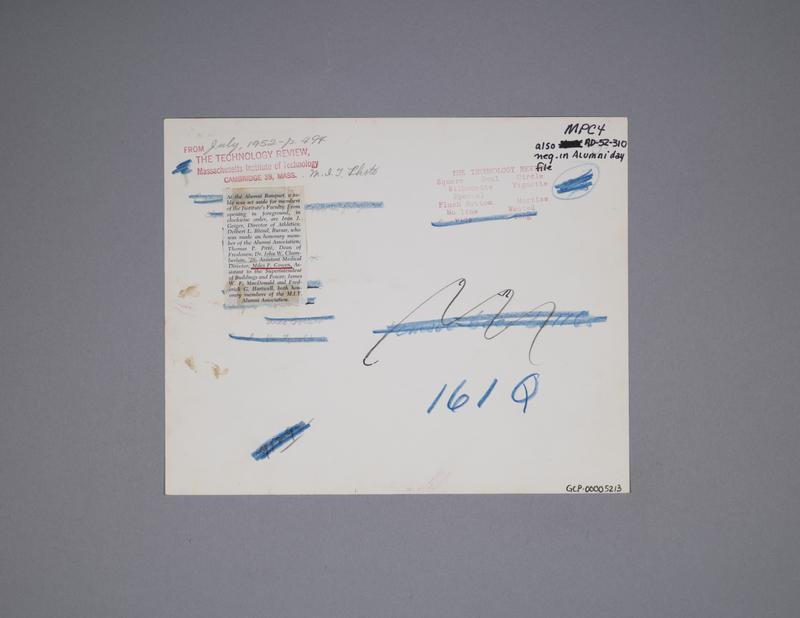 MPC4
also AD-52-310
neg. in Alumni day
file
FROM July, 1952-p. 494
THE TECHNOLOGY REVIEW,
Massachusetts Institute of Technology
CAMBRIDGE 39, MASS.
M.I.T Photo
THE TECHNOLOGY REV
Square Oval Circle
Silhouette Vignette
Special
Flush Bottom Mortise
No line
At the Alumni Banquet a ta-
ble was set aside for members
of the Institute's Faculty. From
opening in foreground, in
clockwise order, are Ivan J.
Geiger, Director of Athletics;
Delbert L. Rhind, Bursar, who
was made an honorary mem-
ber of the Alumni Association;
Thomas P. Pitré, Dean of
Freshmen; Dr. John W. Cham-
berlain, '28, Assistant Medical
Director; Miles P. Cowen, As-
sistant to the Superintendent
of Buildings and Power; James
W. F. MacDonald and Fred-
erick G. Hartwell, both hon-
orary members of the M.I.T.
Alumni Association.
161 Q
GCP-00005213